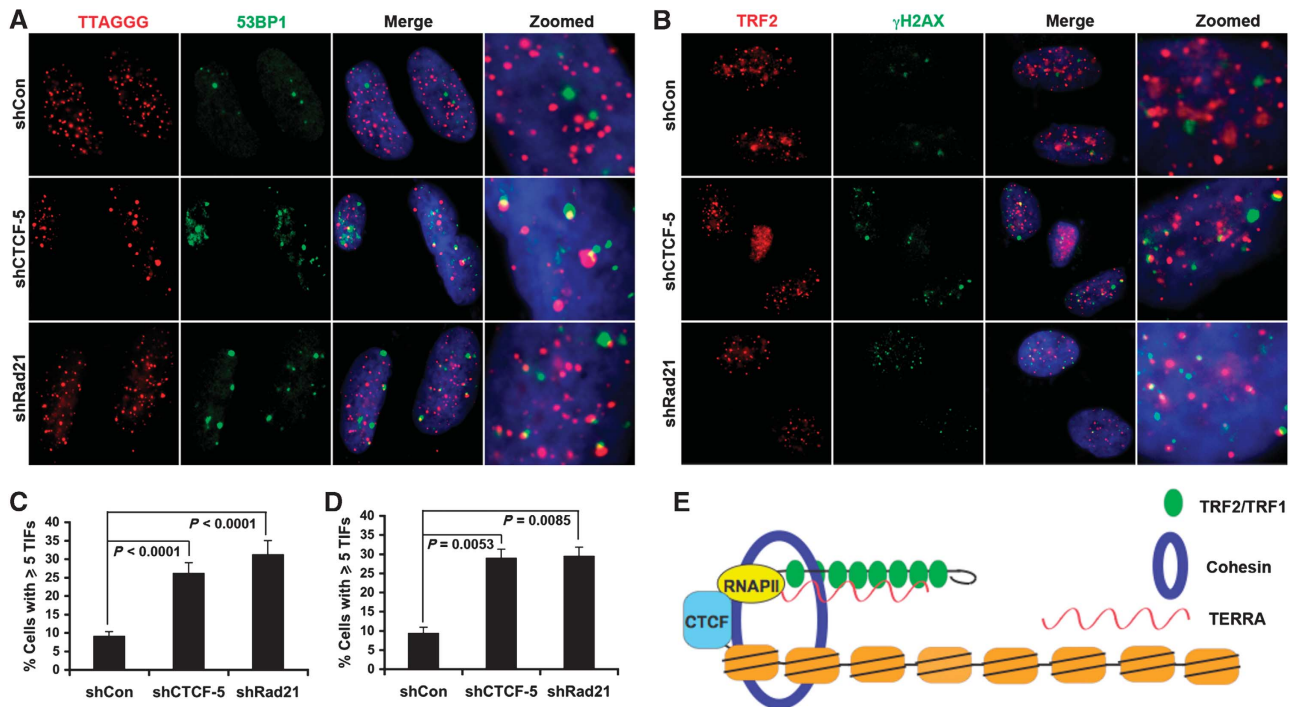 A
TTAGGG 53BP1 Merge Zoomed
shCon
shCTCF-5
shRad21
B
TRF2 γH2AX Merge Zoomed
shCon
shCTCF-5
shRad21
C
% Cells with ⩾ 5 TIFs
40
35
30
25
20
15
10
5
0
P < 0.0001
P < 0.0001
shCon shCTCF-5 shRad21
D
% Cells with ⩾ 5 TIFs
40
35
30
25
20
15
10
5
0
P = 0.0085
P = 0.0053
shCon shCTCF-5 shRad21
E
RNAPII
CTCF
TRF2/TRF1
Cohesin
TERRA